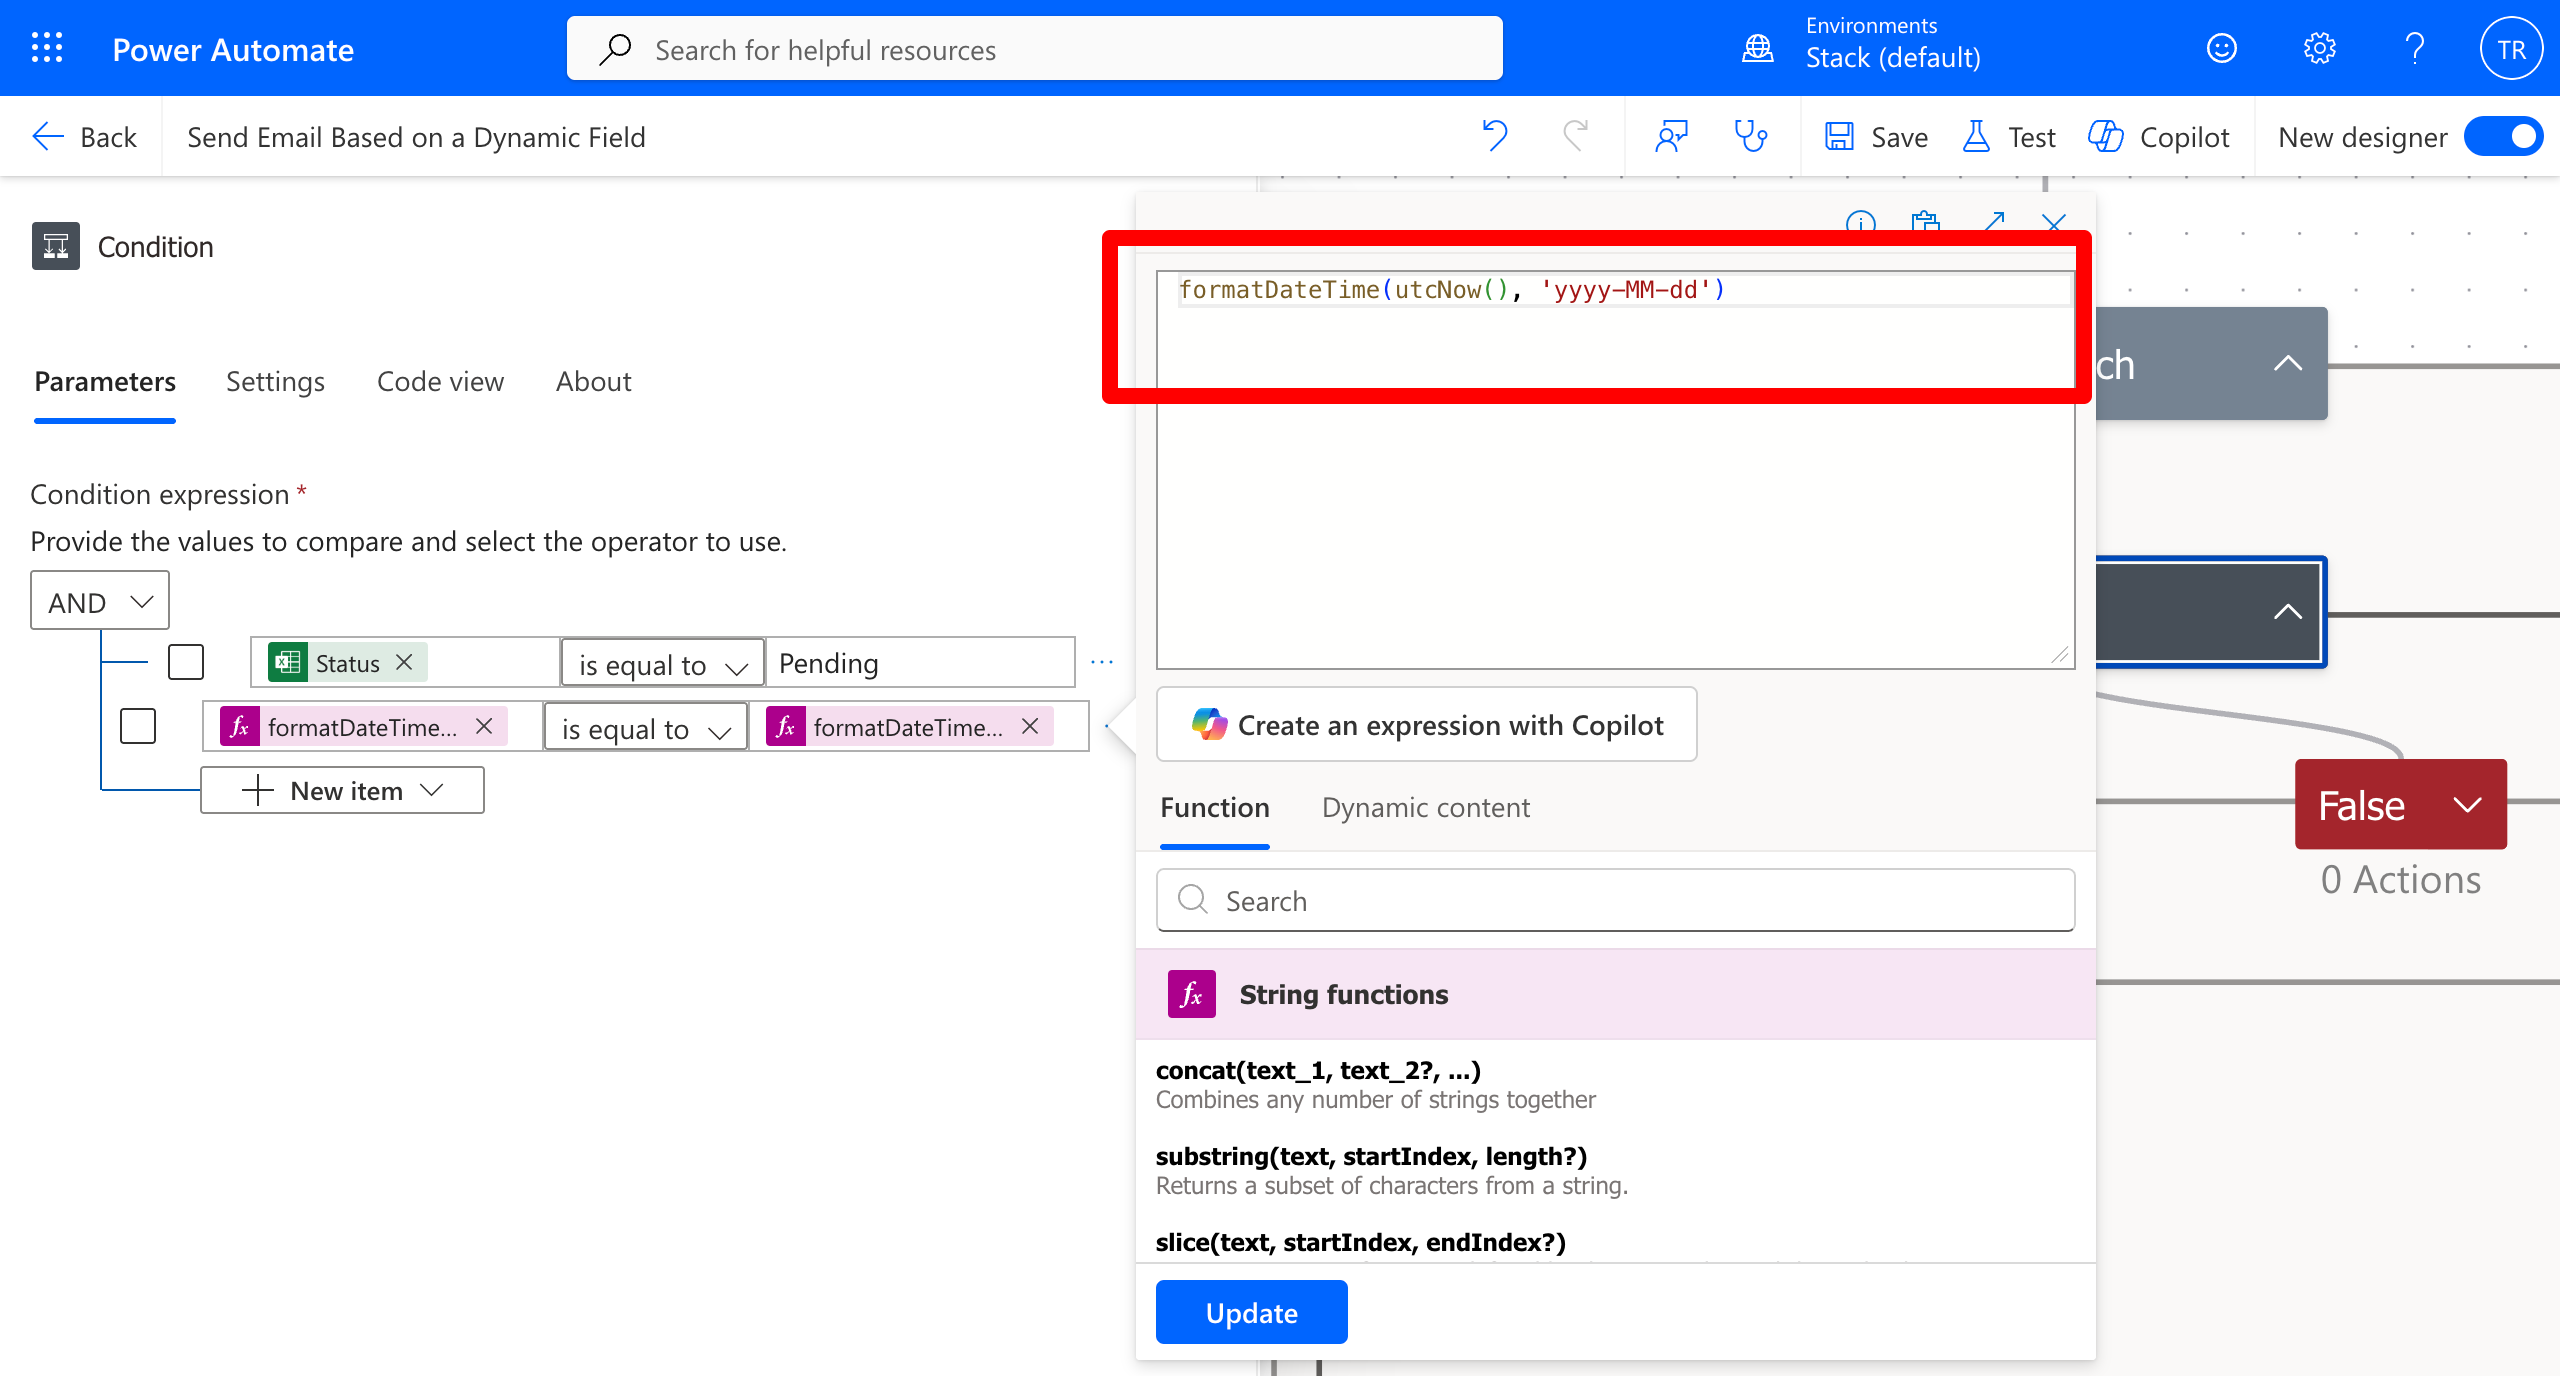 Power Automate
Search for helpful resources
Environments
Stack (default)
TR
Back
Send Email Based on a Dynamic Field
Save
Test
Copilot
New designer
Condition
Parameters
Settings
Code view
About
Condition expression *
Provide the values to compare and select the operator to use.
AND
Status
is equal to
Pending
formatDateTime...
is equal to
formatDateTime...
New item
formatDateTime(utcNow(), 'yyyy-MM-dd')
Create an expression with Copilot
Function
Dynamic content
Search
String functions
concat(text_1, text_2?, ...)
Combines any number of strings together
substring(text, startIndex, length?)
Returns a subset of characters from a string.
slice(text, startIndex, endIndex?)
Update
ch
False
0 Actions